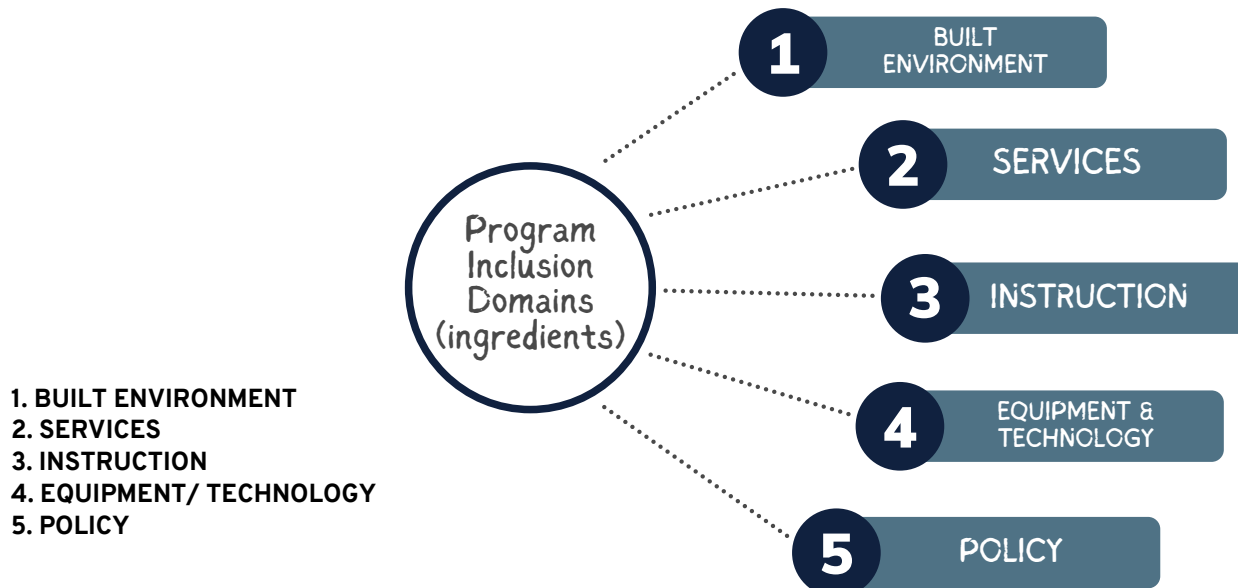 1
BUILT
ENVIRONMENT
2
SERVICES
Program
Inclusion
Domains
(ingredients)
3
INSTRUCTION
1. BUILT ENVIRONMENT
2. SERVICES
3. INSTRUCTION
4. EQUIPMENT/ TECHNOLOGY
5. POLICY
4
EQUIPMENT &
TECHNOLOGY
5
POLICY